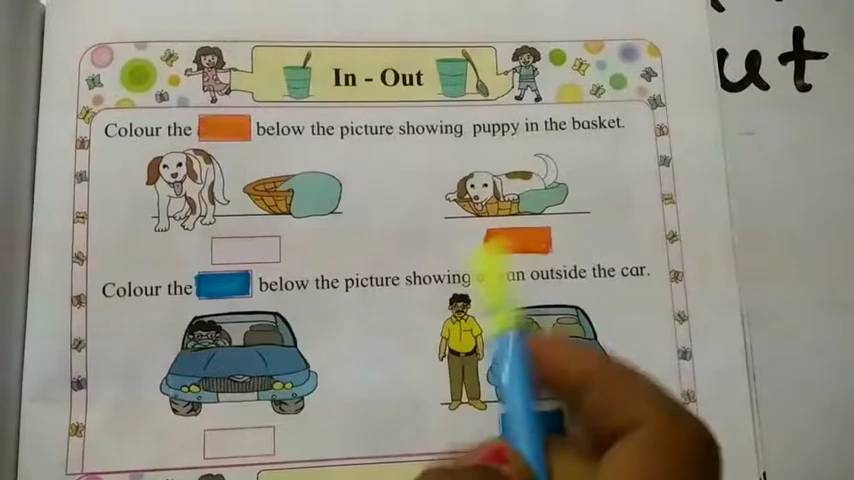 In - Out
Colour the below the picture showing puppy in the basket.
Colour the below the picture showing outside the car.
ut